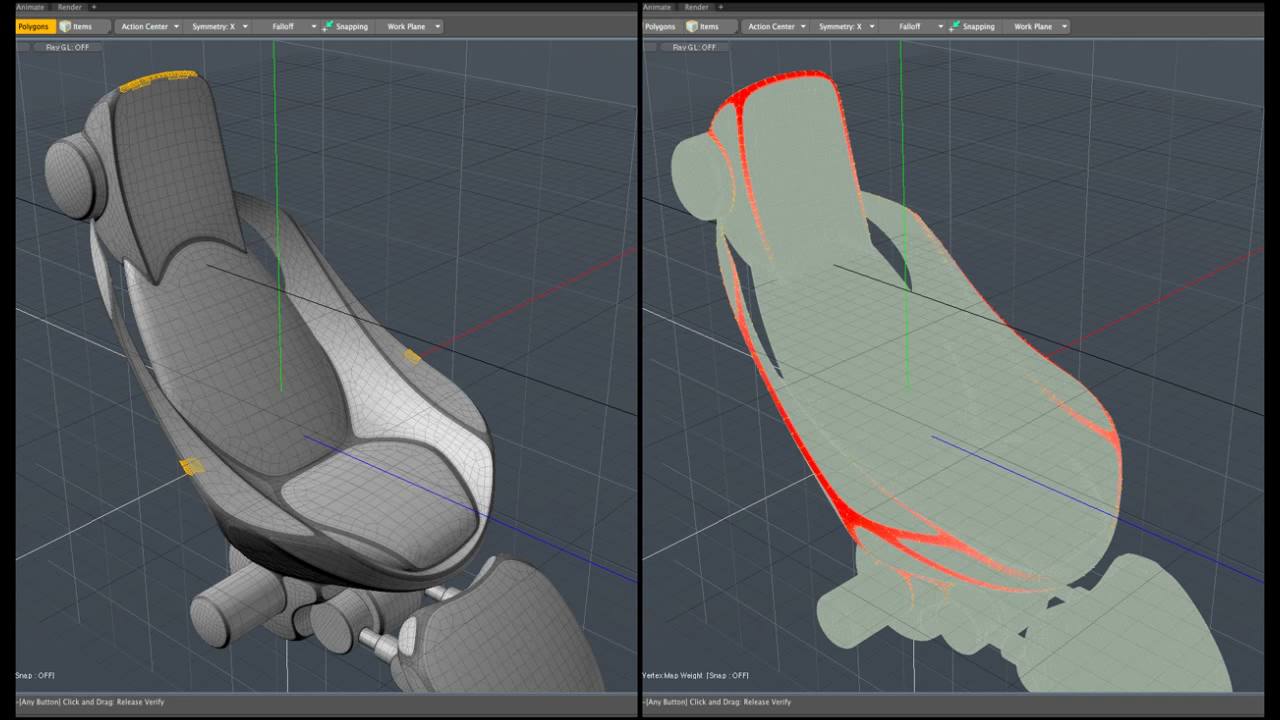 Animate Render +
Polygons Items Action Center Symmetry: X Falloff Snapping Work Plane
Ray GL: OFF
Snap : OFF]
-[Any Button] Click and Drag: Release Verify
Animate Render +
Polygons Items Action Center Symmetry: X Falloff Snapping Work Plane
Ray GL: OFF
Vertex Map Weight [Snap : OFF]
-[Any Button] Click and Drag: Release Verify